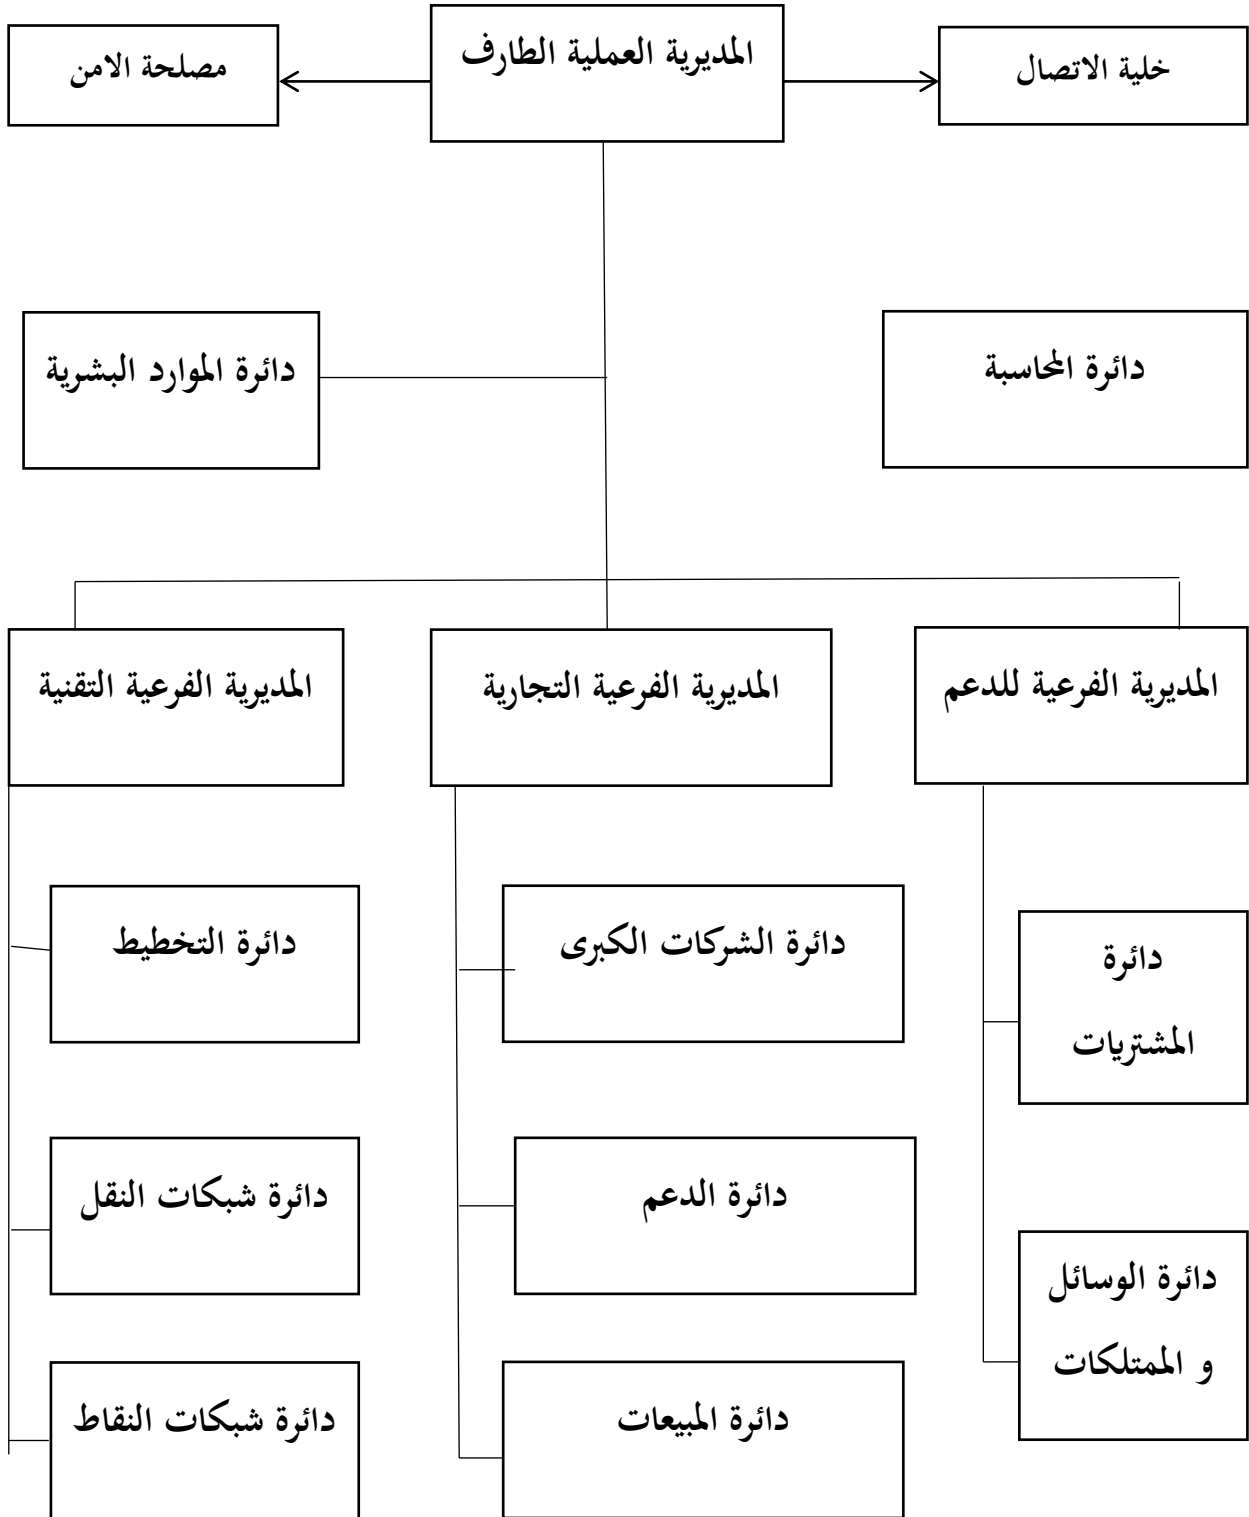 خلية الاتصال
المديرية العملية الطارف
مصلحة الامن
دائرة المحاسبة
دائرة الموارد البشرية
المديرية الفرعية للدعم
المديرية الفرعية التجارية
المديرية الفرعية التقنية
دائرة
المشتريات
دائرة الشركات الكبرى
دائرة التخطيط
دائرة الوسائل
و الممتلكات
دائرة الدعم
دائرة شبكات النقل
دائرة المبيعات
دائرة شبكات النقاط